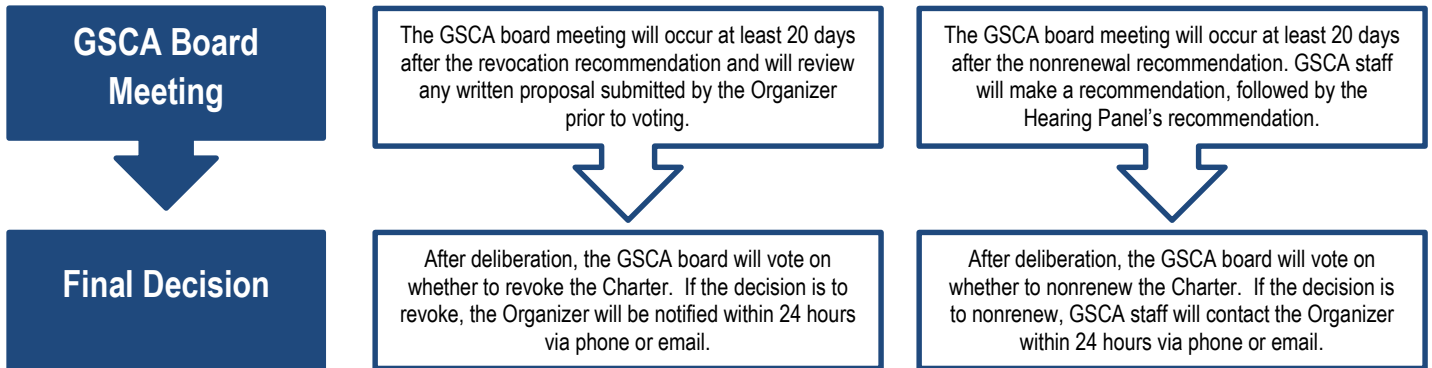 GSCA Board
Meeting
The GSCA board meeting will occur at least 20 days
after the revocation recommendation and will review
any written proposal submitted by the Organizer
prior to voting.
The GSCA board meeting will occur at least 20 days
after the nonrenewal recommendation. GSCA staff
will make a recommendation, followed by the
Hearing Panel's recommendation.
Final Decision
After deliberation, the GSCA board will vote on
whether to revoke the Charter.  If the decision is to
revoke, the Organizer will be notified within 24 hours
via phone or email.
After deliberation, the GSCA board will vote on
whether to nonrenew the Charter.  If the decision is
to nonrenew, GSCA staff will contact the Organizer
within 24 hours via phone or email.